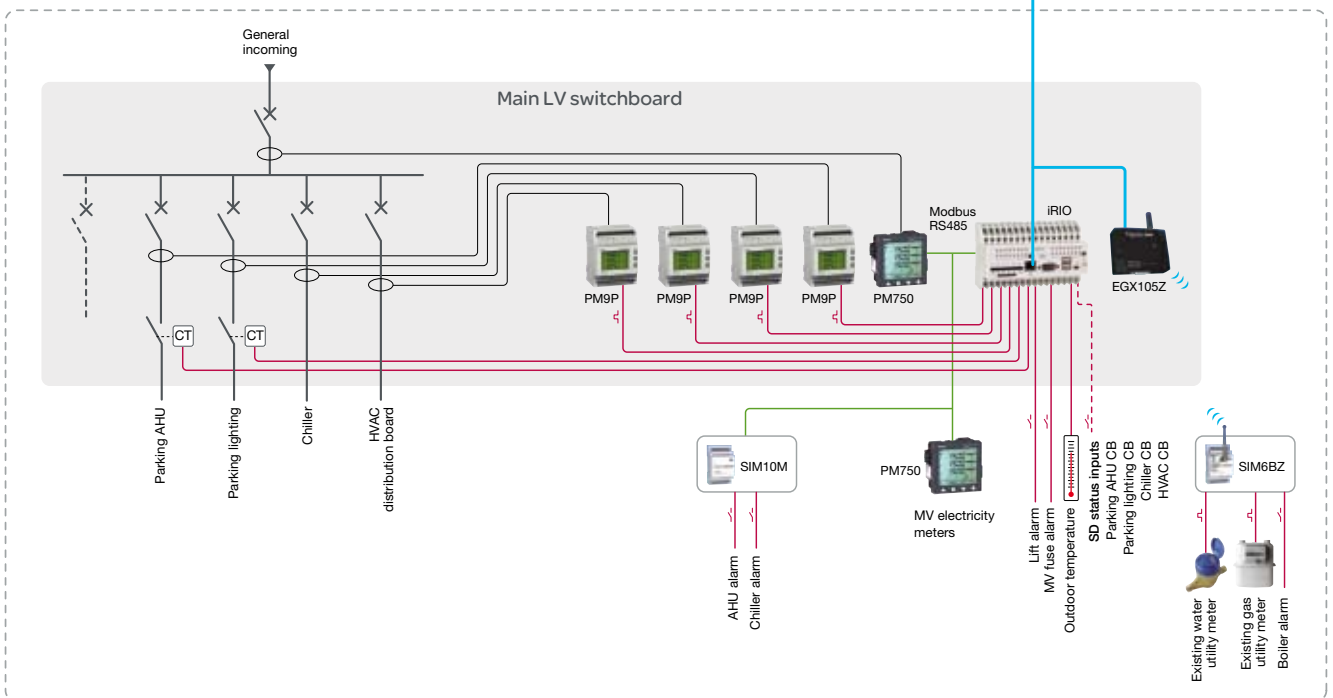 General
incoming
Main LV switchboard
Modbus
RS485
iRIO
EGX105Z
PM9P
PM9P
PM9P
PM9P
PM750
CT
CT
Parking AHU
Parking lighting
Chiller
HVAC
distribution board
SIM10M
PM750
MV electricity
meters
AHU alarm
Chiller alarm
Lift alarm
MV fuse alarm
Outdoor temperature
SD status inputs
Parking AHU CB
Parking lighting CB
Chiller CB
HVAC CB
SIM6BZ
Existing water
utility meter
Existing gas
utility meter
Boiler alarm